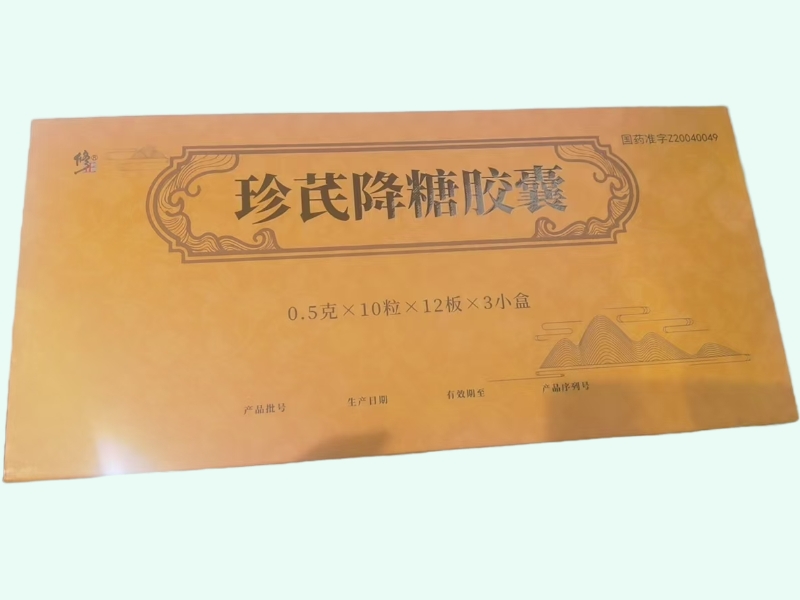 修
国药准字Z20040049
珍芪降糖胶囊
0.5克×10粒×12板×3小盒
产品批号 生产日期 有效期至 产品序列号